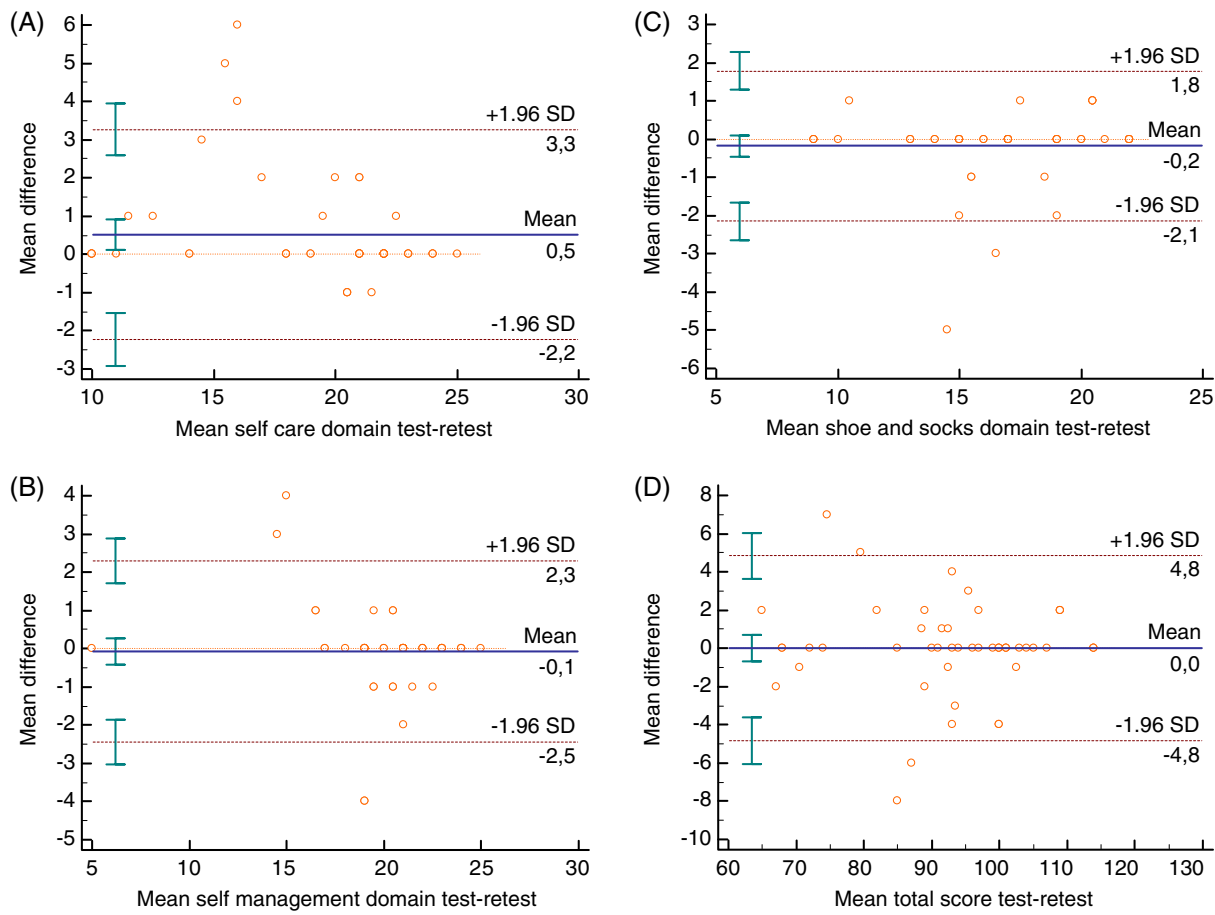 (A)
Mean difference
6
5
4
3
2
1
0
-1
-2
-3
+1.96 SD
3,3
Mean
0,5
-1.96 SD
-2,2
10 15 20 25 30
Mean self care domain test-retest
(C)
Mean difference
3
2
1
0
-1
-2
-3
-4
-5
-6
+1.96 SD
1,8
Mean
-0,2
-1.96 SD
-2,1
5 10 15 20 25
Mean shoe and socks domain test-retest
(B)
Mean difference
4
3
2
1
0
-1
-2
-3
-4
-5
+1.96 SD
2,3
Mean
-0,1
-1.96 SD
-2,5
5 10 15 20 25 30
Mean self management domain test-retest
(D)
Mean difference
8
6
4
2
0
-2
-4
-6
-8
-10
+1.96 SD
4,8
Mean
0,0
-1.96 SD
-4,8
60 70 80 90 100 110 120 130
Mean total score test-retest